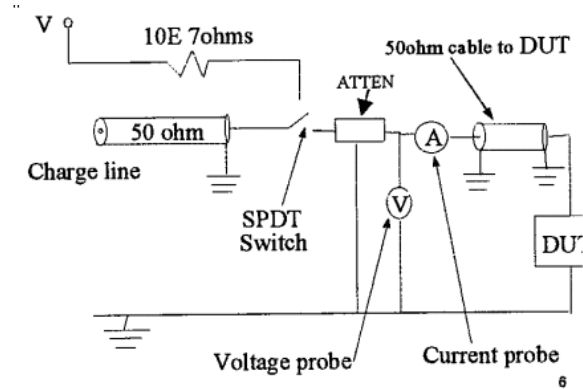 V
10E 7ohms
50ohm cable to DUT
ATTEN
50 ohm
A
Charge line
SPDT
Switch
V
DUT
Voltage probe
Current probe
6